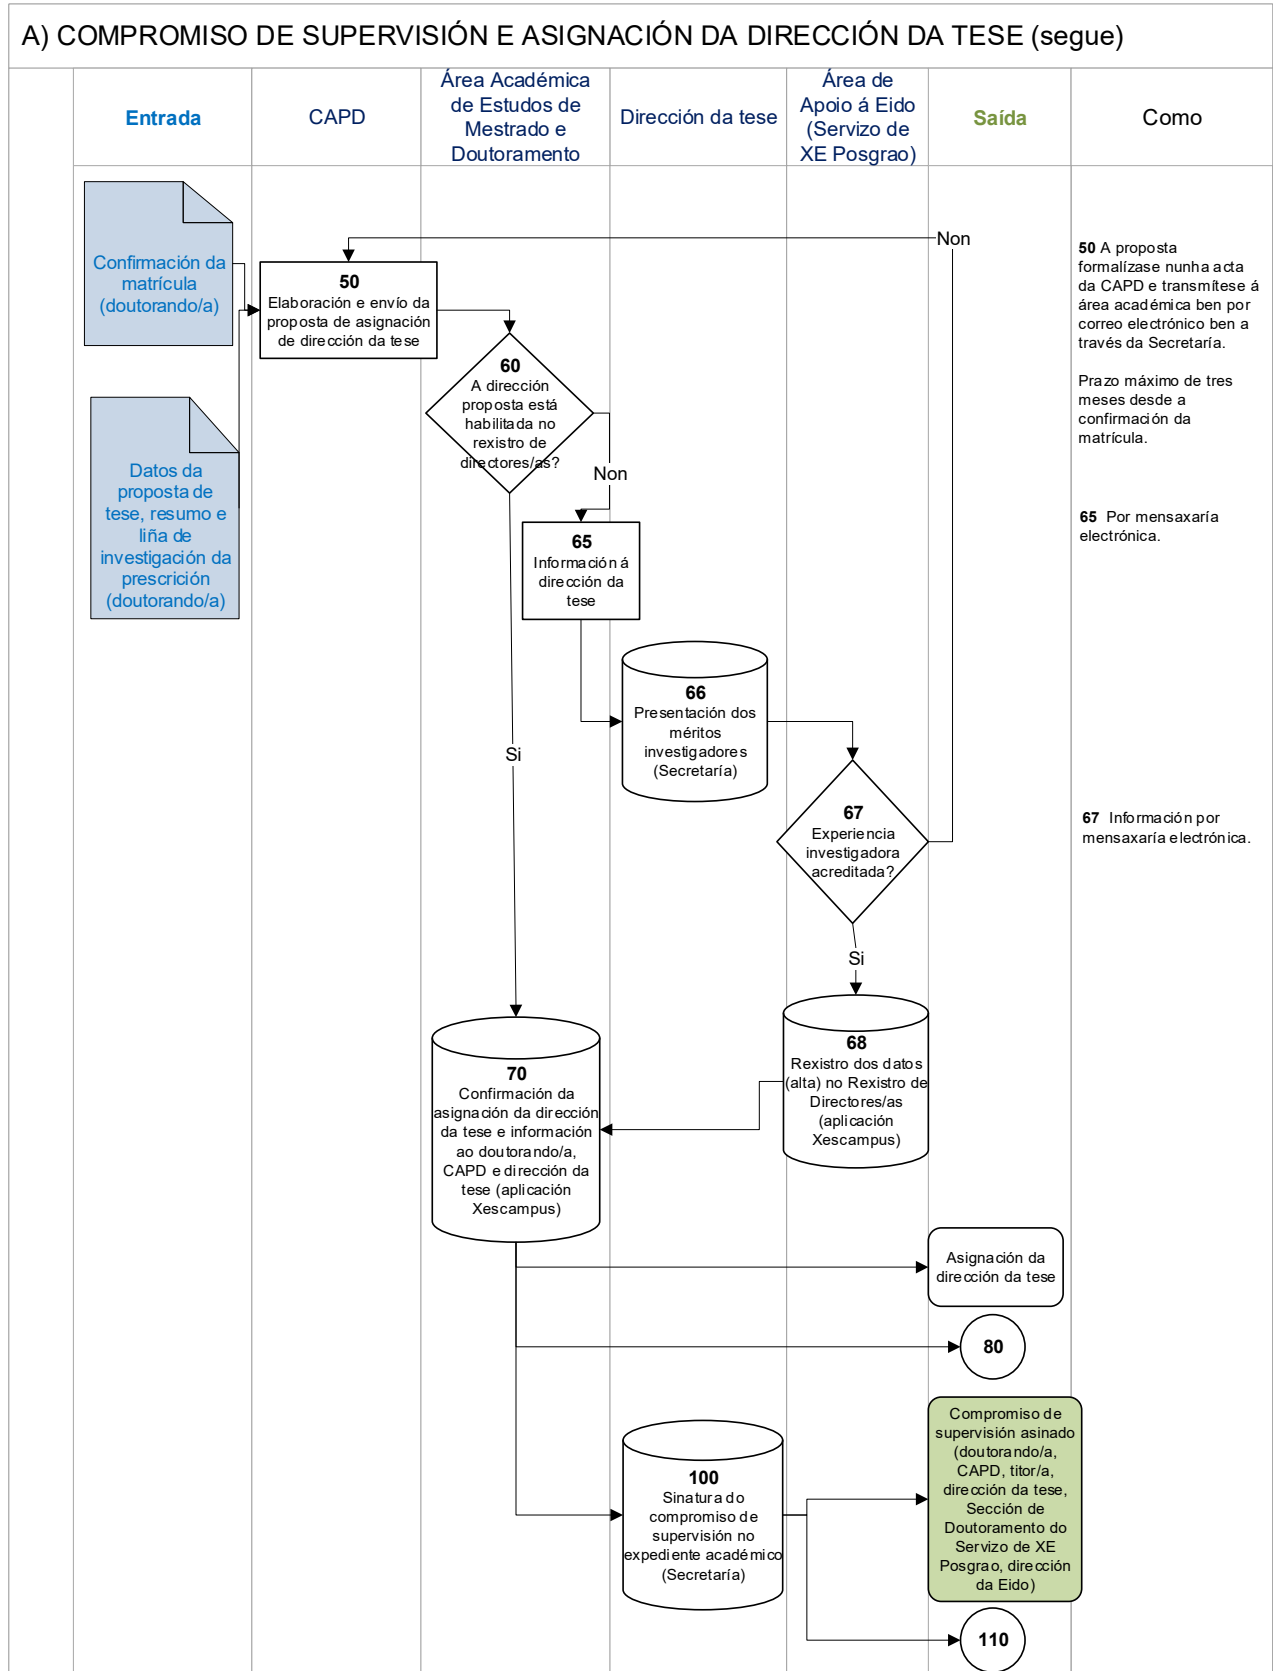 A) COMPROMISO DE SUPERVISIÓN E ASIGNACIÓN DA DIRECCIÓN DA TESE (segue)
Entrada
CAPD
Área Académica
de Estudos de
Mestrado e
Doutoramento
Dirección da tese
Área de
Apoio á Eido
(Servizo de
XE Posgrao)
Saída
Como
Confirmación da
matrícula
(doutorando/a)
Datos da
proposta de
tese, resumo e
liña de
investigación da
prescrición
(doutorando/a)
50
Elaboración e envío da
proposta de asignación
de dirección da tese
Non
50 A proposta
formalízase nunha acta
da CAPD e transmítese á
área académica ben por
correo electrónico ben a
través da Secretaría.
Prazo máximo de tres
meses desde a
confirmación da
matrícula.
60
A dirección
proposta está
habilitada no
rexistro de
directores/as?
Non
65
Información á
dirección da
tese
65 Por mensaxaría
electrónica.
66
Presentación dos
méritos
investigadores
(Secretaría)
Si
67
Experiencia
investigadora
acreditada?
67 Información por
mensaxaría electrónica.
Si
68
Rexistro dos datos
(alta) no Rexistro de
Directores/as
(aplicación
Xescampus)
70
Confirmación da
asignación da dirección
da tese e información
ao doutorando/a,
CAPD e dirección da
tese (aplicación
Xescampus)
Asignación da
dirección da tese
80
100
Sinatura do
compromiso de
supervisión no
expediente académico
(Secretaría)
Compromiso de
supervisión asinado
(doutorando/a,
CAPD, titor/a,
dirección da tese,
Sección de
Doutoramento do
Servizo de XE
Posgrao, dirección
da Eido)
110